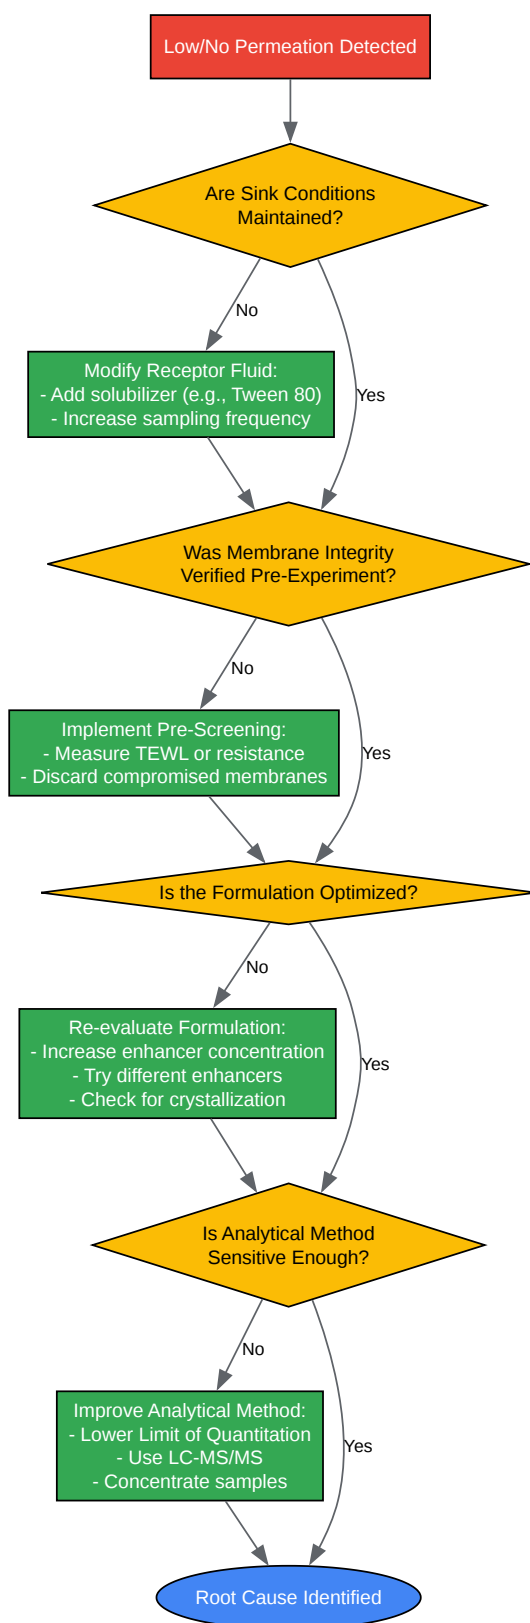 Low/No Permeation Detected
Are Sink Conditions
Maintained?
No
Modify Receptor Fluid:
- Add solubilizer (e.g., Tween 80)
- Increase sampling frequency
Yes
Was Membrane Integrity
Verified Pre-Experiment?
No
Implement Pre-Screening:
- Measure TEWL or resistance
- Discard compromised membranes
Yes
Is the Formulation Optimized?
No
Re-evaluate Formulation:
- Increase enhancer concentration
- Try different enhancers
- Check for crystallization
Yes
Is Analytical Method
Sensitive Enough?
No
Improve Analytical Method:
- Lower Limit of Quantitation
- Use LC-MS/MS
- Concentrate samples
Yes
Root Cause Identified